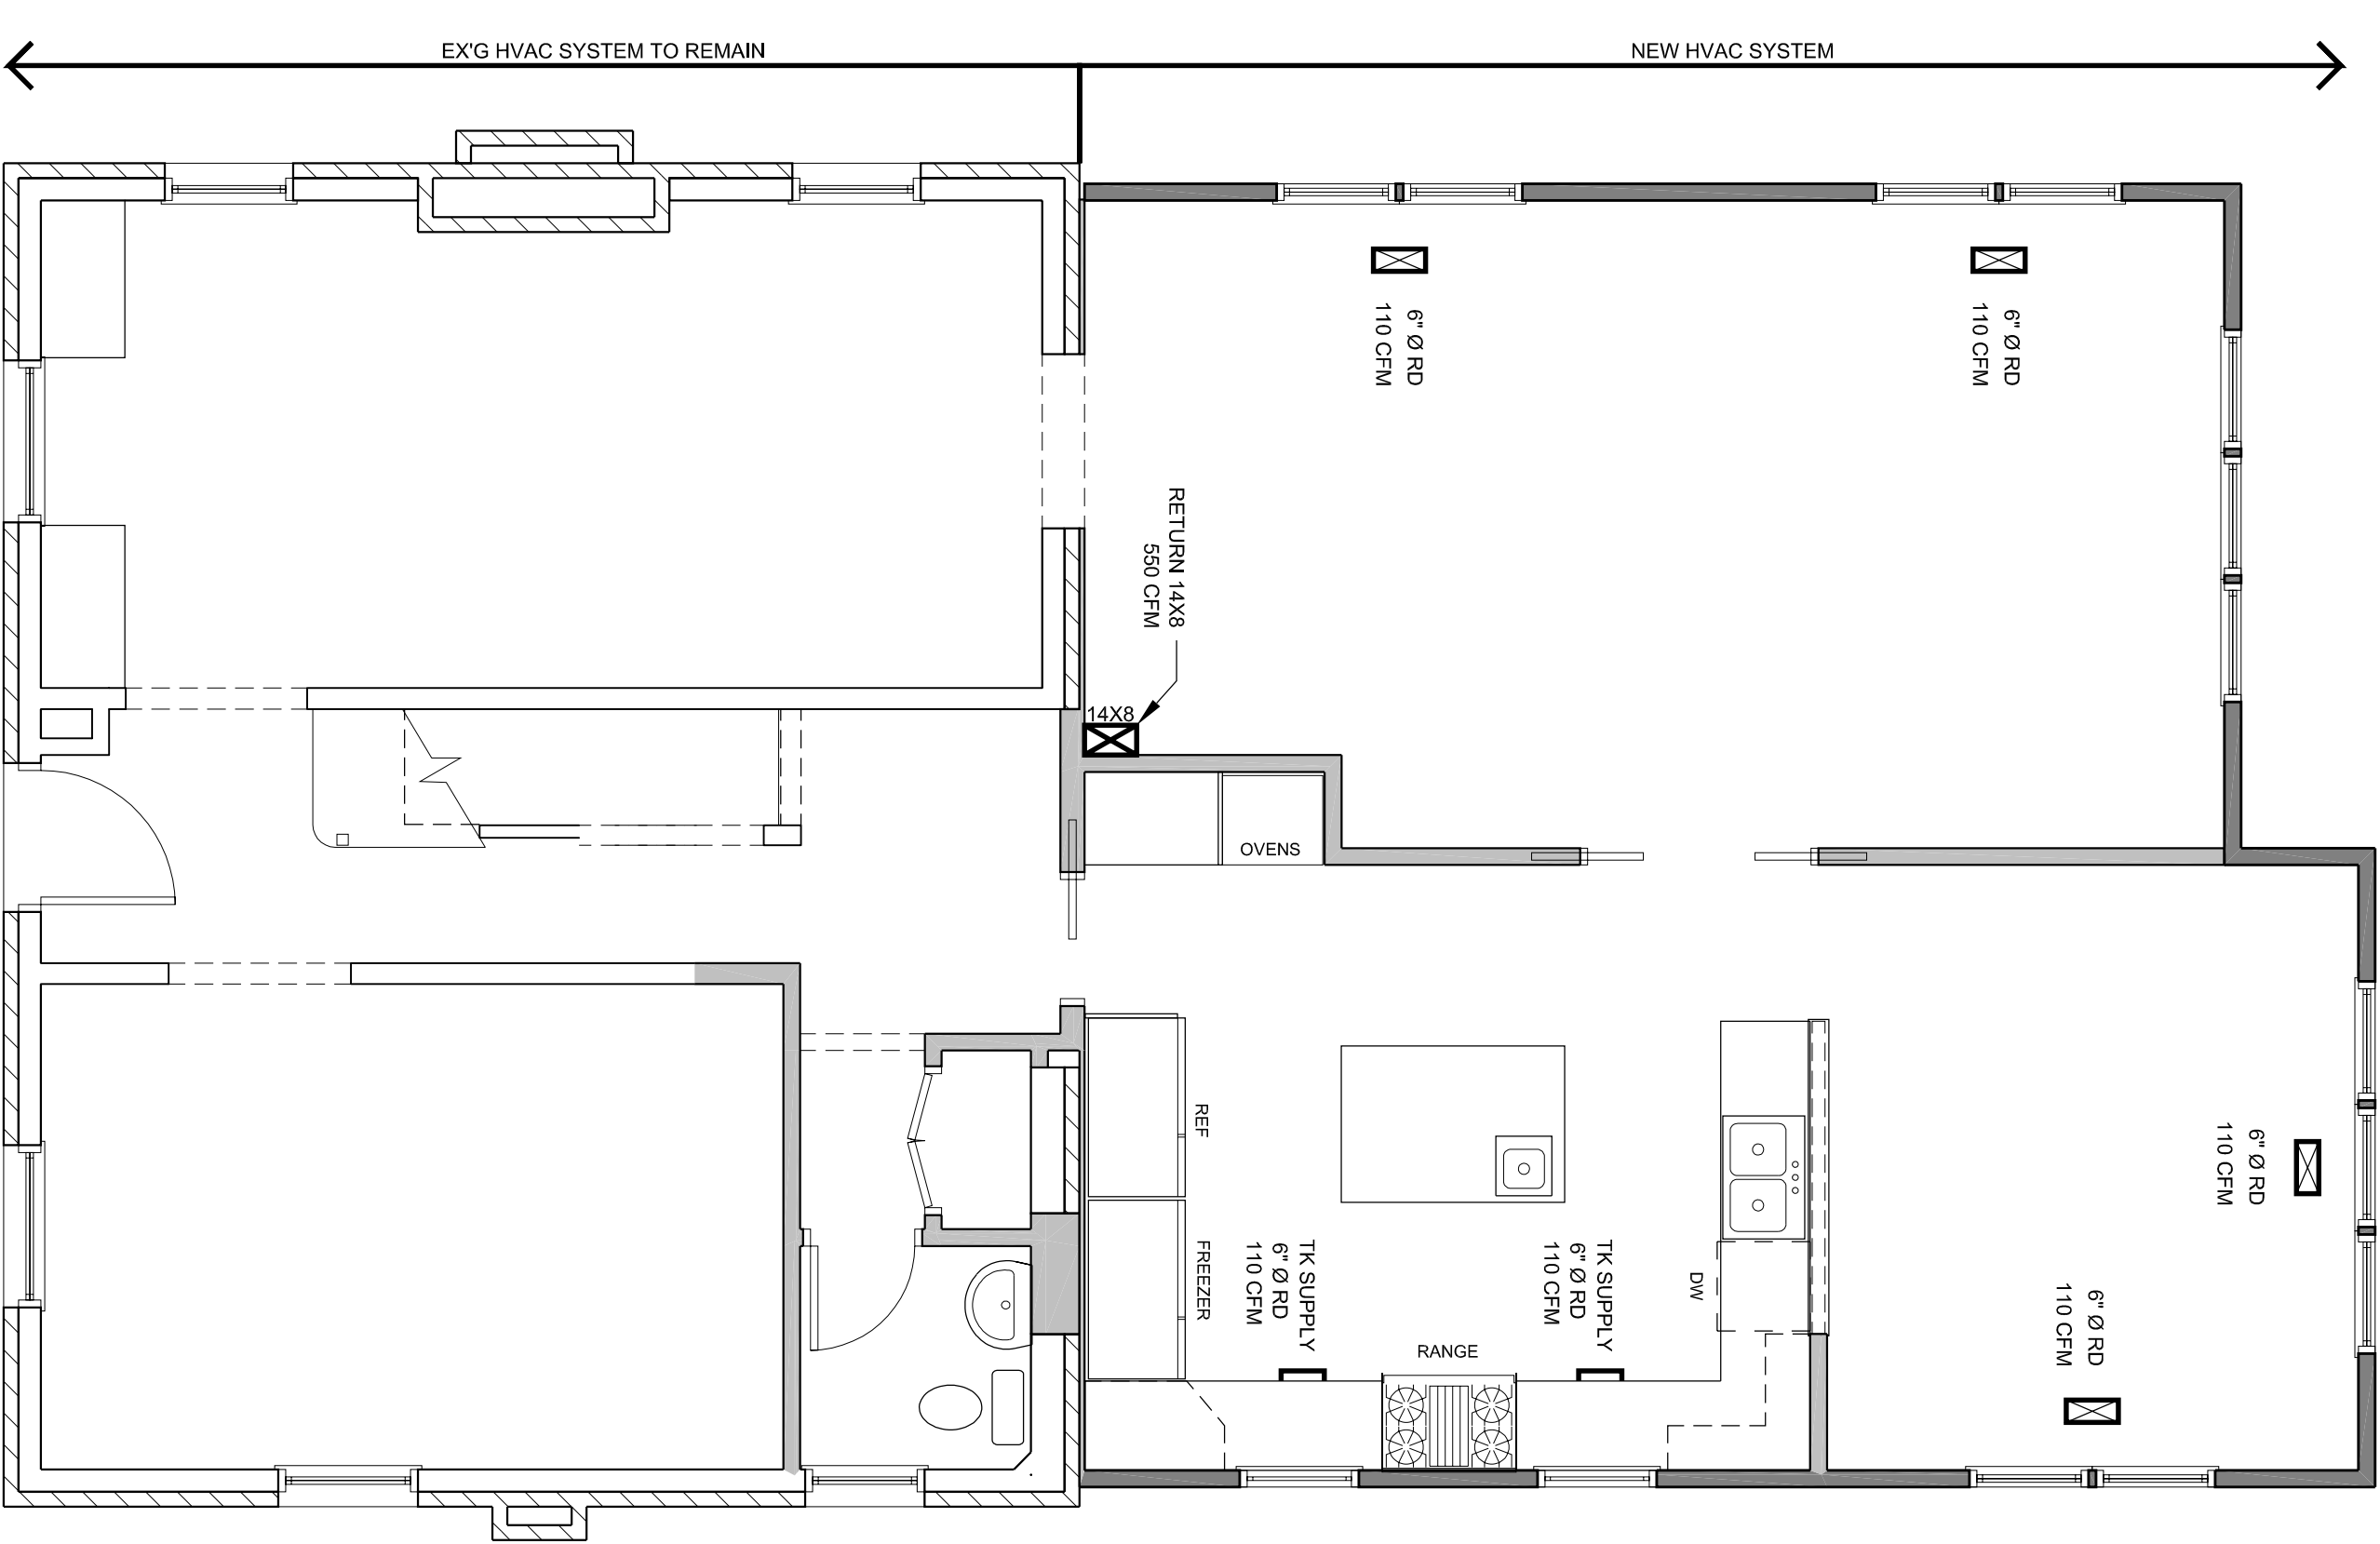 EX'G HVAC SYSTEM TO REMAIN
NEW HVAC SYSTEM
6" Ø RD
110 CFM
6" Ø RD
110 CFM
RETURN 14X8
550 CFM
14X8
OVENS
REF
FREEZER
TK SUPPLY
6" Ø RD
110 CFM
TK SUPPLY
6" Ø RD
110 CFM
RANGE
DW
6" Ø RD
110 CFM
6" Ø RD
110 CFM